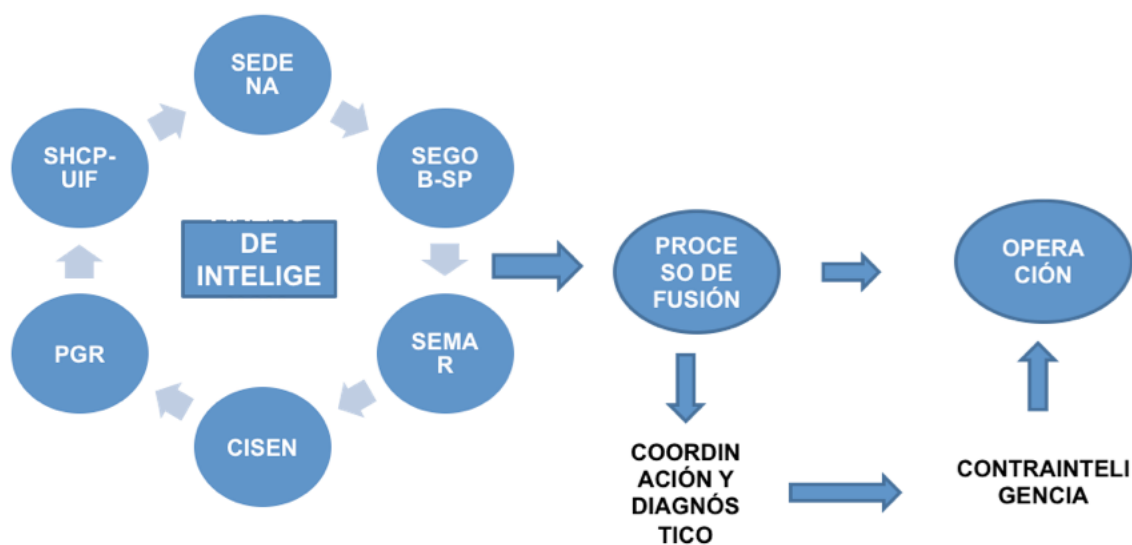 SEDE
NA
SHCP-
UIF
SEGO
B-SP
DE
INTELIGE
PROCE
SO DE
FUSIÓN
OPERA
CIÓN
PGR
SEMA
R
CISEN
COORDIN
ACIÓN Y
DIAGNÓS
TICO
CONTRAINTELI
GENCIA